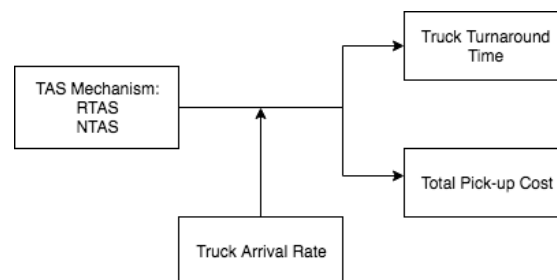 Truck Turnaround
Time
TAS Mechanism:
RTAS
NTAS
Total Pick-up Cost
Truck Arrival Rate